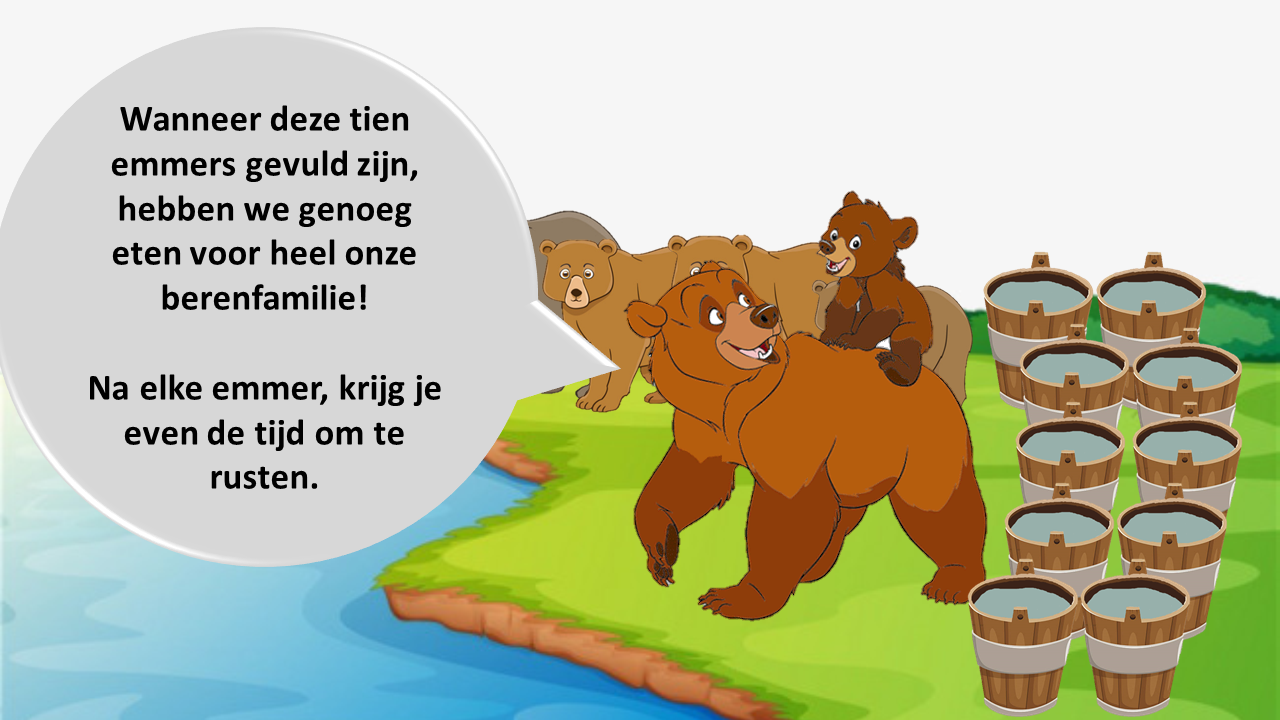 Wanneer deze tien
emmers gevuld zijn,
hebben we genoeg
eten voor heel onze
berenfamilie!
Na elke emmer, krijg je
even de tijd om te
rusten.